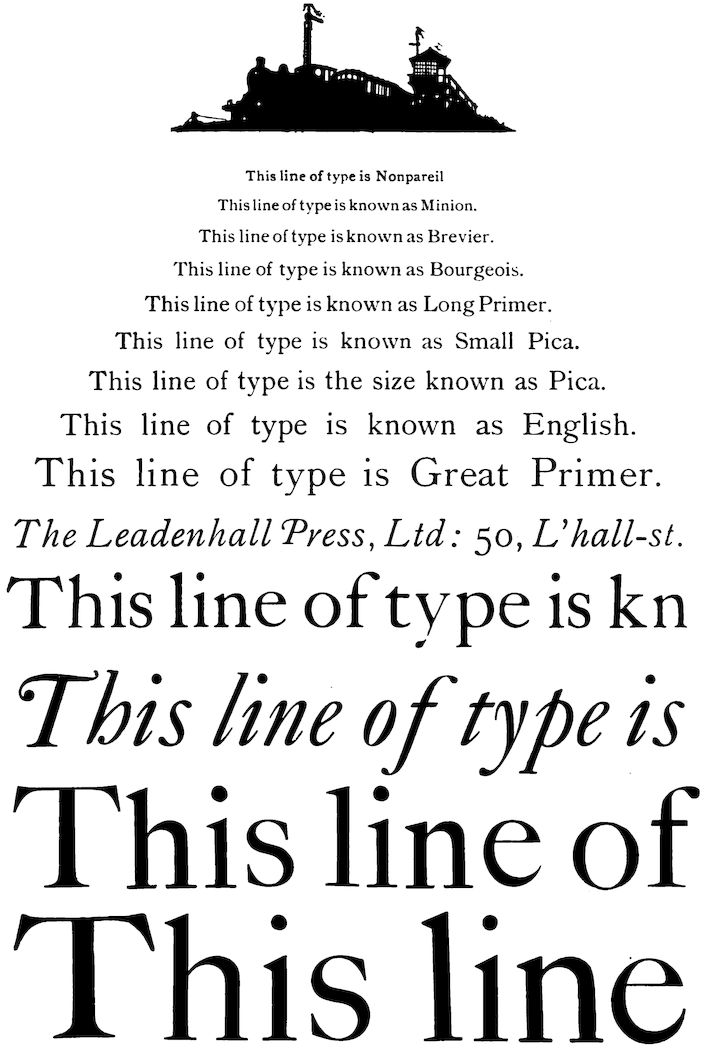 This line of type is Nonpareil
This line of type is known as Minion.
This line of type is known as Brevier.
This line of type is known as Bourgeois.
This line of type is known as Long Primer.
This line of type is known as Small Pica.
This line of type is the size known as Pica.
This line of type is known as English.
This line of type is Great Primer.
The Leadenhall Press, Ltd: 50, L'hall-st.
This line of type is kn
This line of type is
This line of
This line